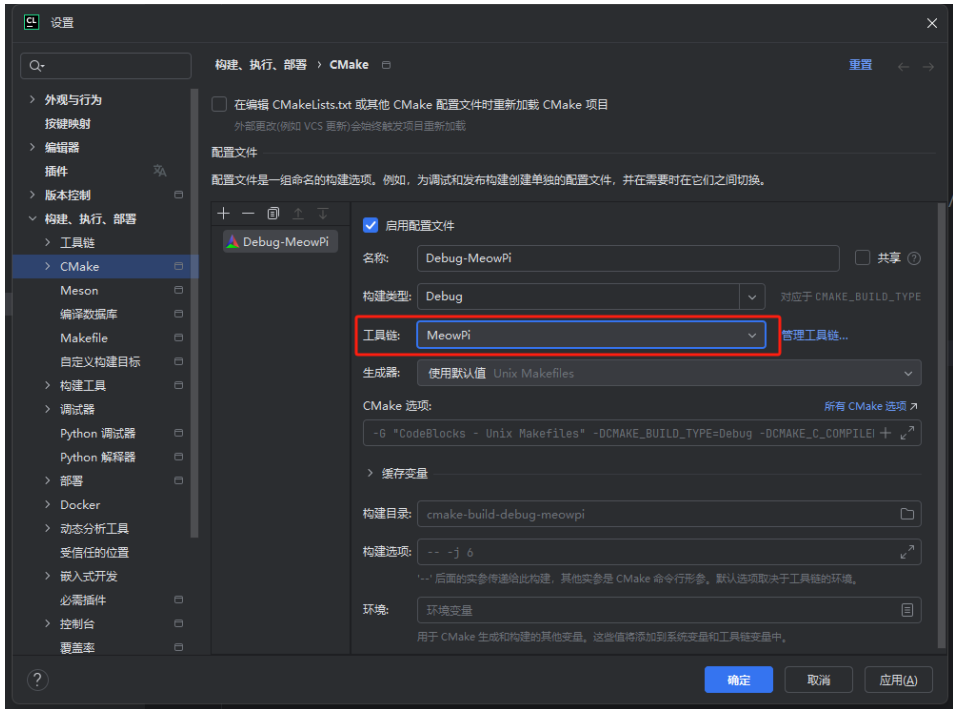 CL 设置
构建、执行、部署 › CMake
重置
外观与行为
按键映射
编辑器
插件
版本控制
构建、执行、部署
工具链
CMake
Meson
编译数据库
Makefile
自定义构建目标
构建工具
调试器
Python 调试器
Python 解释器
部署
Docker
动态分析工具
受信任的位置
嵌入式开发
必需插件
控制台
覆盖率
在编辑 CMakeLists.txt 或其他 CMake 配置文件时重新加载 CMake 项目
外部更改(例如 VCS 更新)会始终触发项目重新加载
配置文件
配置文件是一组命名的构建选项。例如，为调试和发布构建创建单独的配置文件，并在需要时在它们之间切换。
Debug-MeowPi
启用配置文件
名称: Debug-MeowPi 共享 ?
构建类型: Debug 对应于 CMAKE_BUILD_TYPE
工具链: MeowPi 管理工具链...
生成器: 使用默认值 Unix Makefiles
CMake 选项: 所有 CMake 选项 ↗
-G "CodeBlocks - Unix Makefiles" -DCMAKE_BUILD_TYPE=Debug -DCMAKE_C_COMPILE
缓存变量
构建目录: cmake-build-debug-meowpi
构建选项: -- -j 6
'--' 后面的实参传递给此构建，其他实参是 CMake 命令行形参。默认选项取决于工具链的环境。
环境: 环境变量
用于 CMake 生成和构建的其他变量。这些值将添加到系统变量和工具链变量中。
?
确定 取消 应用(A)